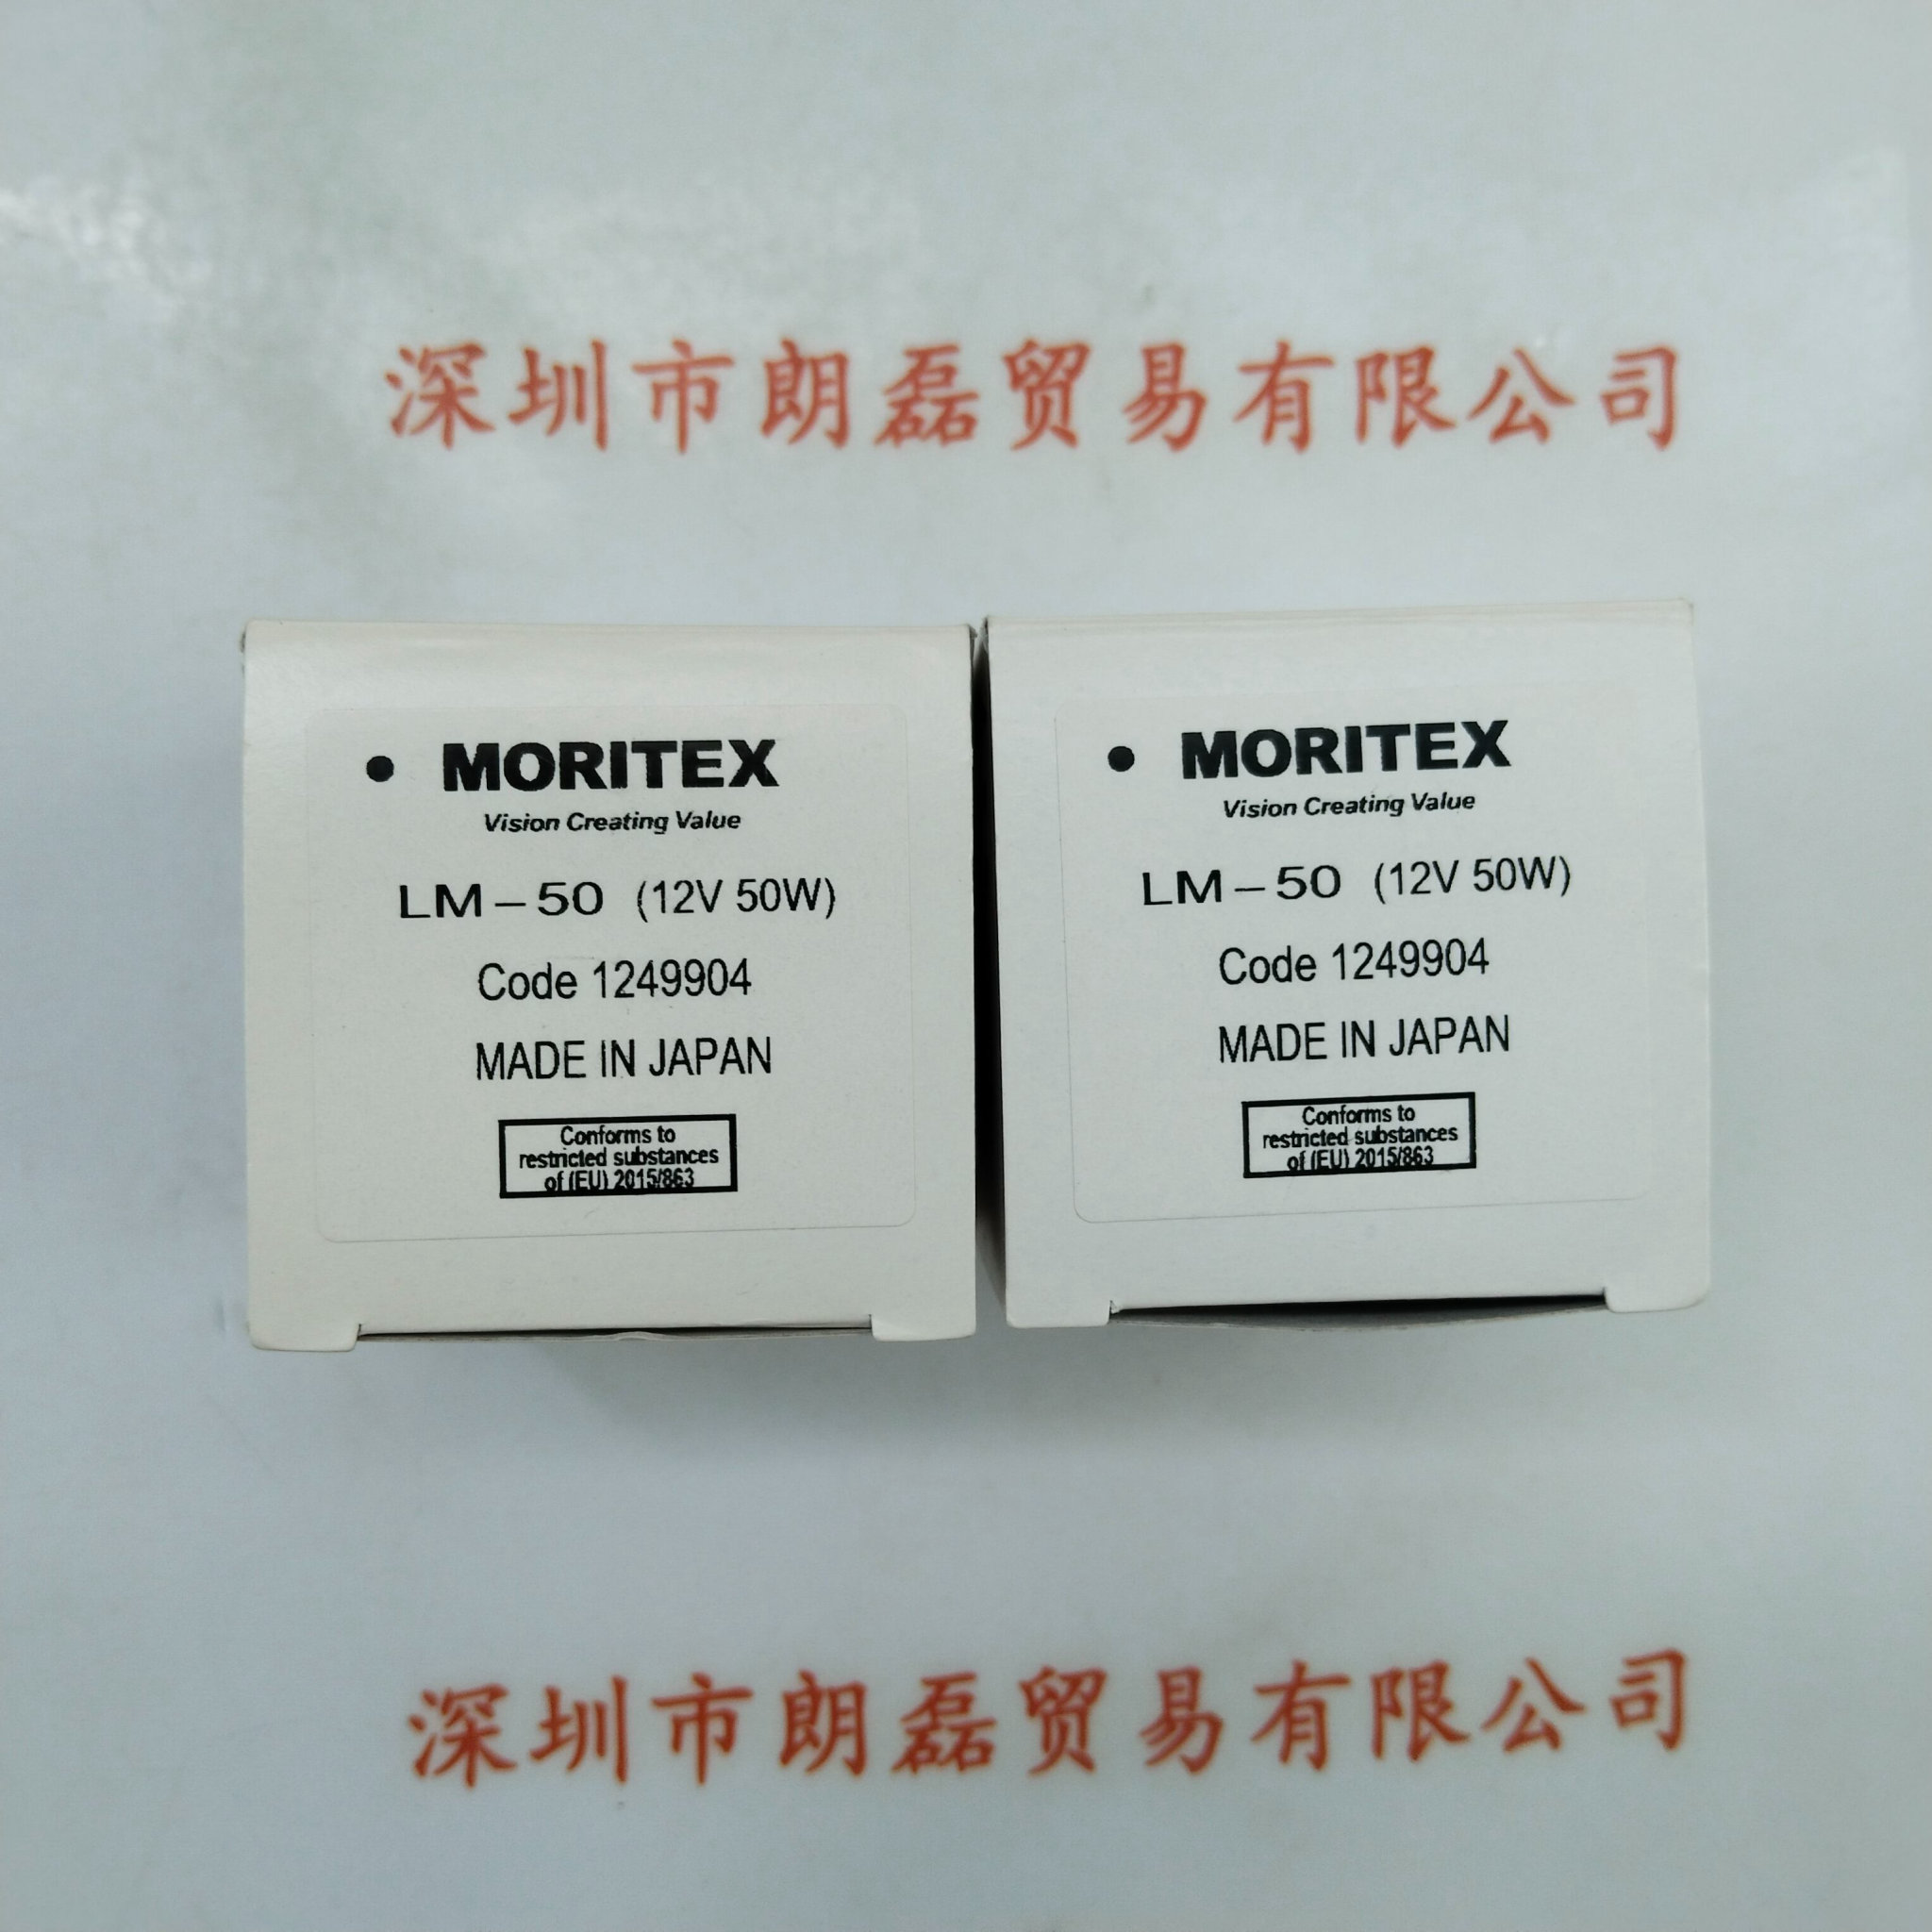 深圳市朗磊贸易有限公司
• MORITEX
Vision Creating Value
LM-50 (12V 50W)
Code 1249904
MADE IN JAPAN
Conforms to
restricted substances
of (EU) 2015/863
• MORITEX
Vision Creating Value
LM-50 (12V 50W)
Code 1249904
MADE IN JAPAN
Conforms to
restricted substances
of (EU) 2015/863
深圳市朗磊贸易有限公司